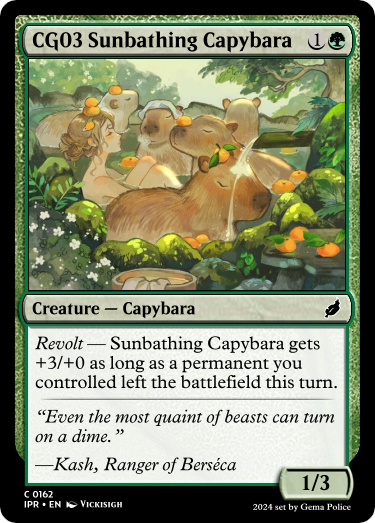 CG03 Sunbathing Capybara 1
Creature — Capybara
Revolt — Sunbathing Capybara gets
+3/+0 as long as a permanent you
controlled left the battlefield this turn.
“Even the most quaint of beasts can turn
on a dime.”
—Kash, Ranger of Berséca
1/3
C 0162
IPR • EN Vickisigh
2024 set by Gema Police